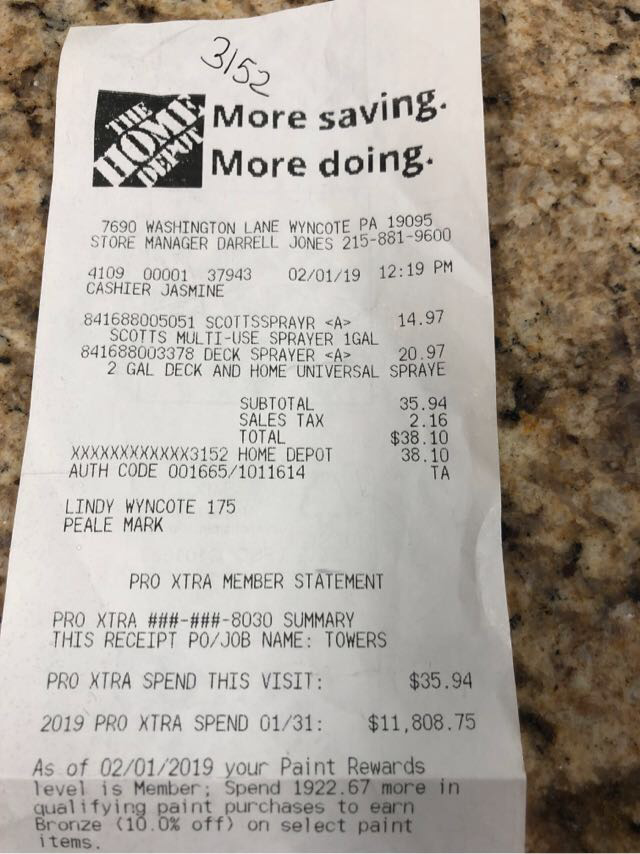 3152
THE HOME DEPOT
More saving.
More doing.
7690 WASHINGTON LANE WYNCOTE PA 19095
STORE MANAGER DARRELL JONES 215-881-9600
4109 00001 37943 02/01/19 12:19 PM
CASHIER JASMINE
841688005051 SCOTTSSPRAYR <A> 14.97
SCOTTS MULTI-USE SPRAYER 1GAL
841688003378 DECK SPRAYER <A> 20.97
2 GAL DECK AND HOME UNIVERSAL SPRAYE
SUBTOTAL 35.94
SALES TAX 2.16
TOTAL $38.10
XXXXXXXXXXXX3152 HOME DEPOT 38.10
AUTH CODE 001665/1011614 TA
LINDY WYNCOTE 175
PEALE MARK
PRO XTRA MEMBER STATEMENT
PRO XTRA ###-###-8030 SUMMARY
THIS RECEIPT PO/JOB NAME: TOWERS
PRO XTRA SPEND THIS VISIT: $35.94
2019 PRO XTRA SPEND 01/31: $11,808.75
As of 02/01/2019 your Paint Rewards
level is Member; Spend 1922.67 more in
qualifying paint purchases to earn
Bronze (10.0% off) on select paint
items.